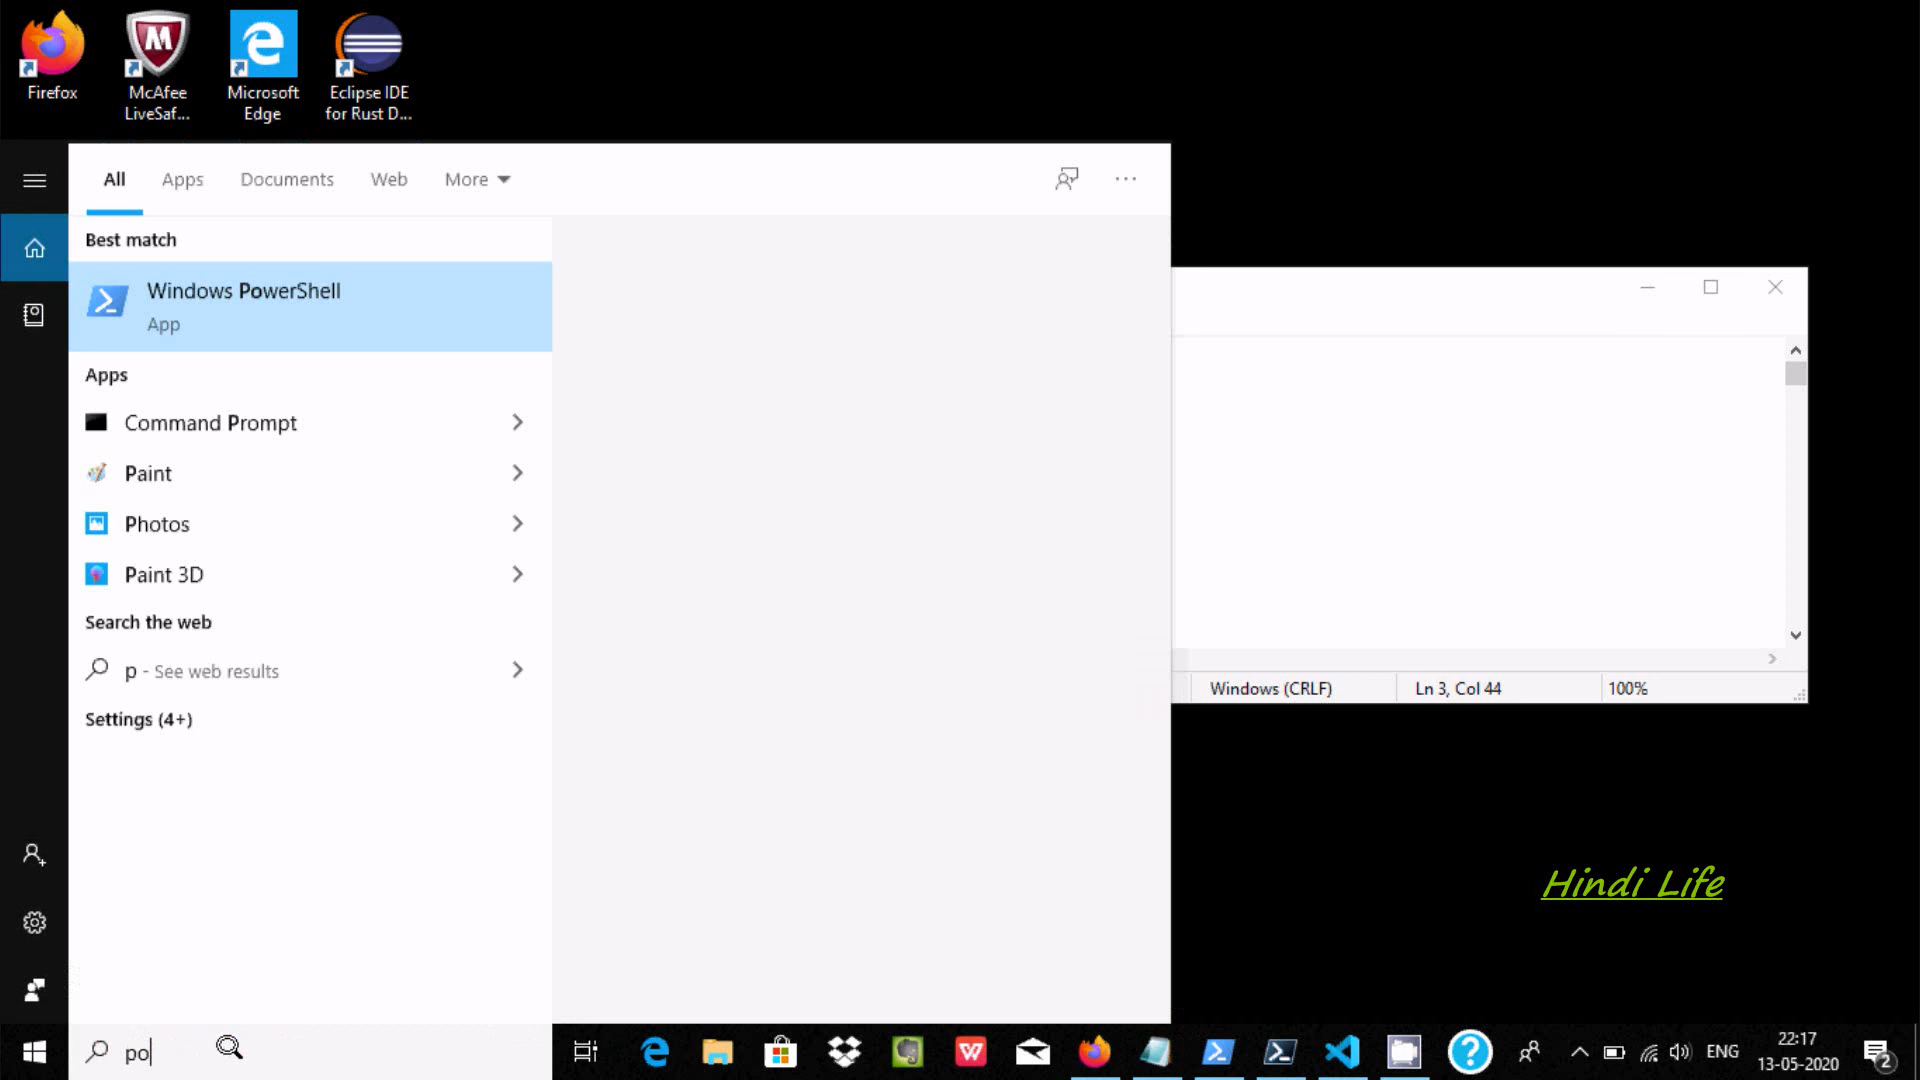 Firefox
McAfee
LiveSaf...
Microsoft
Edge
Eclipse IDE
for Rust D...
All
Apps
Documents
Web
More
Best match
Windows PowerShell
App
Apps
Command Prompt
Paint
Photos
Paint 3D
Search the web
p - See web results
Settings (4+)
Windows (CRLF)
Ln 3, Col 44
100%
Hindi Life
po
ENG
22:17
13-05-2020
2